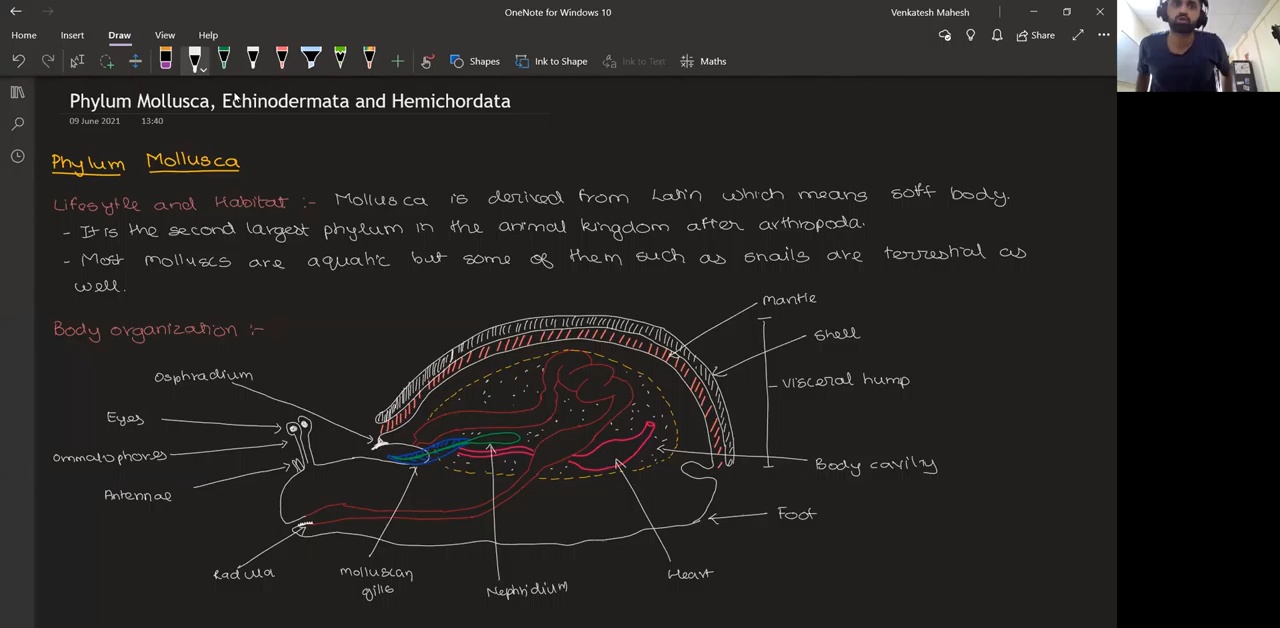 OneNote for Windows 10
Venkatesh Mahesh
Home Insert Draw View Help
Share
Shapes Ink to Shape Ink to Text Maths
Phylum Mollusca, Echinodermata and Hemichordata
09 June 2021 13:40
Phylum Mollusca
Lifesytle and Habitat :- Mollusca is derived from Latin which means soft body.
- It is the second largest phylum in the animal kingdom after arthropoda.
- Most molluscs are aquatic but some of them such as snails are terrestrial as
well.
Body organization :-
Mantle
Shell
Visceral hump
Osphradium
Eyes
Ommatophores
Antennae
Body cavity
Foot
Radula
Molluscan
gills
Nephridium
Heart